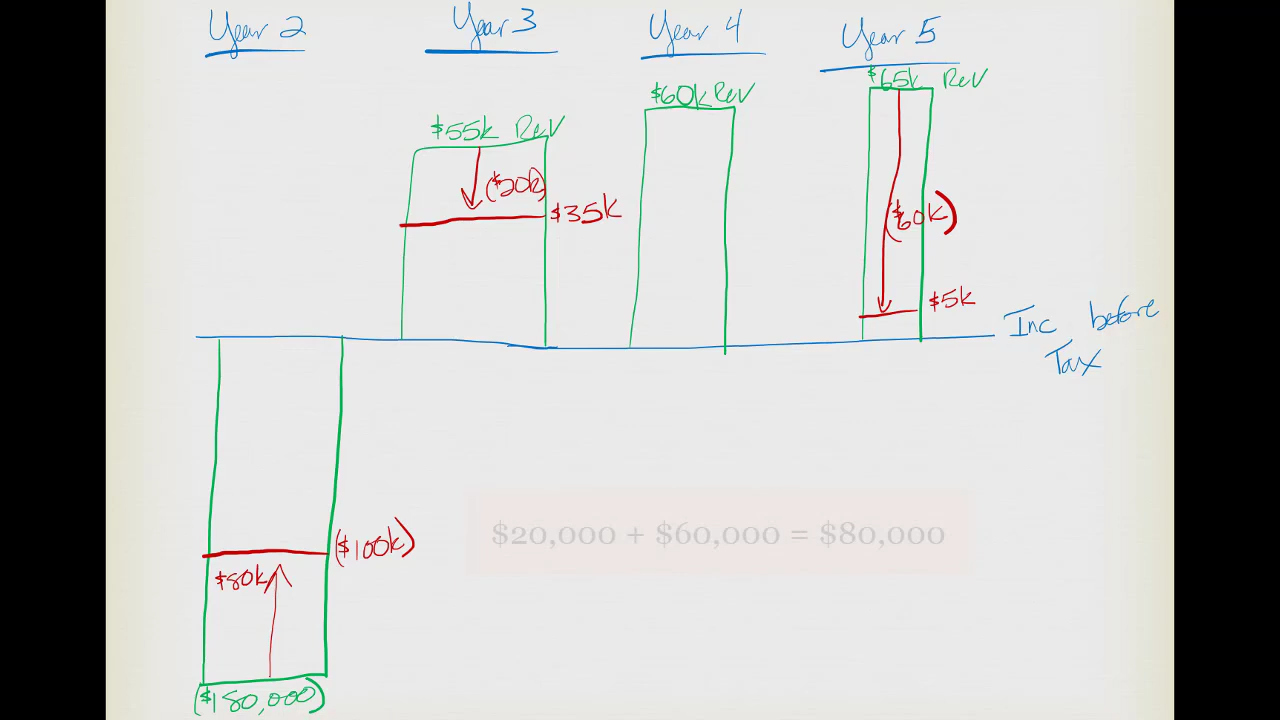 Year 2
Year 3
Year 4
Year 5
$65k Rev
$60k Rev
$55k Rev
($20k)
$35k
($60k)
$5k
Inc before
Tax
$20,000 + $60,000 = $80,000
($100k)
$80k
($180,000)